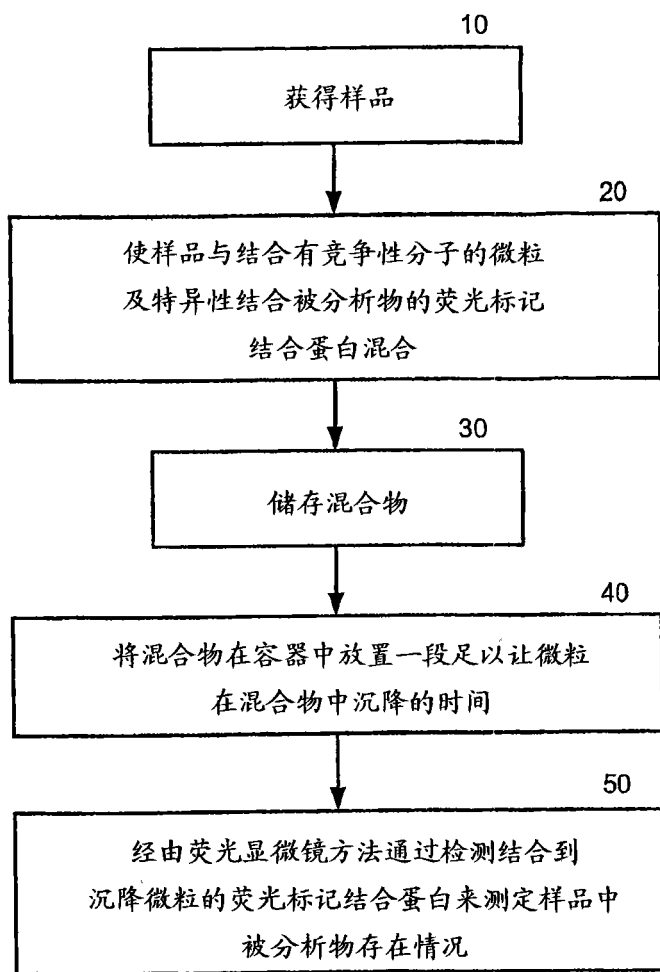 10
获得样品
20
使样品与结合有竞争性分子的微粒
及特异性结合被分析物的荧光标记
结合蛋白混合
30
储存混合物
40
将混合物在容器中放置一段足以让微粒
在混合物中沉降的时间
50
经由荧光显微镜方法通过检测结合到
沉降微粒的荧光标记结合蛋白来测定样品中
被分析物存在情况